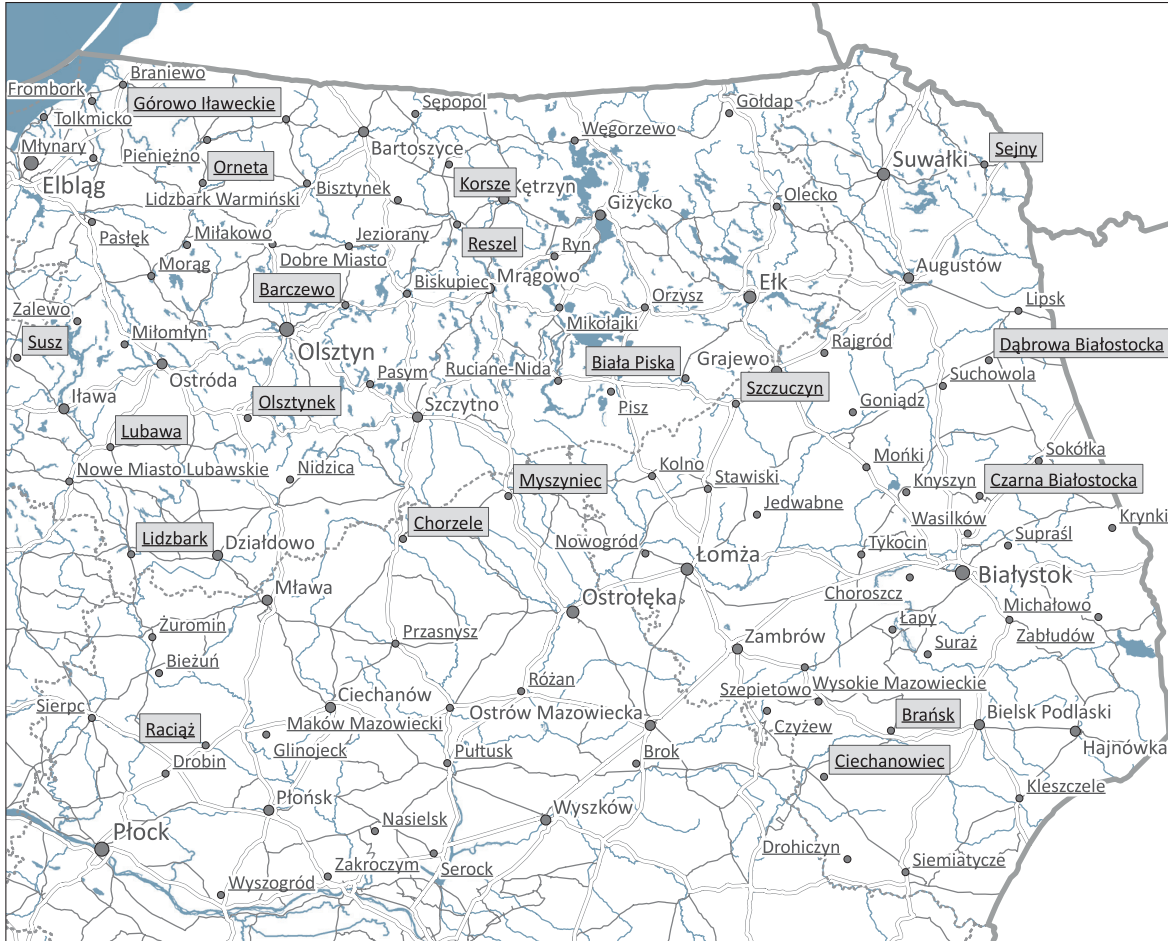 Braniewo
Frombork
Górowo Iławeckie
Sępopol
Gołdap
Tolkmicko
Węgorzewo
Młynary
Pieniężno
Bartoszyce
Sejny
Suwałki
Orneta
Elbląg
Korsze
Kętrzyn
Bisztynek
Lidzbark Warmiński
Olecko
Giżycko
Pasłęk
Miłakowo
Jeziorany
Reszel
Ryn
Dobre Miasto
Morąg
Augustów
Mrągowo
Biskupiec
Ełk
Barczewo
Orzysz
Lipsk
Zalewo
Mikołajki
Miłomłyn
Susz
Rajgród
Dąbrowa Białostocka
Olsztyn
Grajewo
Biała Piska
Ruciane-Nida
Pasym
Ostróda
Suchowola
Szczuczyn
Iława
Olsztynek
Pisz
Szczytno
Goniądz
Lubawa
Sokółka
Mońki
Nowe Miasto Lubawskie
Nidzica
Kolno
Stawiski
Myszyniec
Knyszyn
Czarna Białostocka
Jedwabne
Chorzele
Krynki
Wasilków
Supraśl
Lidzbark
Działdowo
Nowogród
Łomża
Tykocin
Białystok
Mława
Choroszcz
Ostrołęka
Michałowo
Łapy
Żuromin
Przasnysz
Zambrów
Zabłudów
Suraż
Bieżuń
Różan
Wysokie Mazowieckie
Szepietowo
Ciechanów
Sierpc
Ostrów Mazowiecka
Brańsk
Bielsk Podlaski
Maków Mazowiecki
Raciąż
Czyżew
Hajnówka
Glinojeck
Pułtusk
Brok
Drobin
Ciechanowiec
Kleszczele
Płońsk
Wyszków
Nasielsk
Płock
Drohiczyn
Siemiatycze
Zakroczym
Serock
Wyszogród